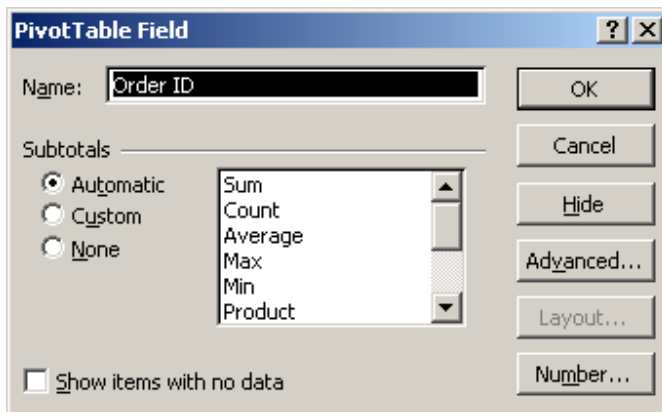 PivotTable Field
Name: Order ID
OK
Subtotals
Cancel
Automatic
Custom
None
Sum
Count
Average
Max
Min
Product
Hide
Advanced...
Layout...
Number...
Show items with no data